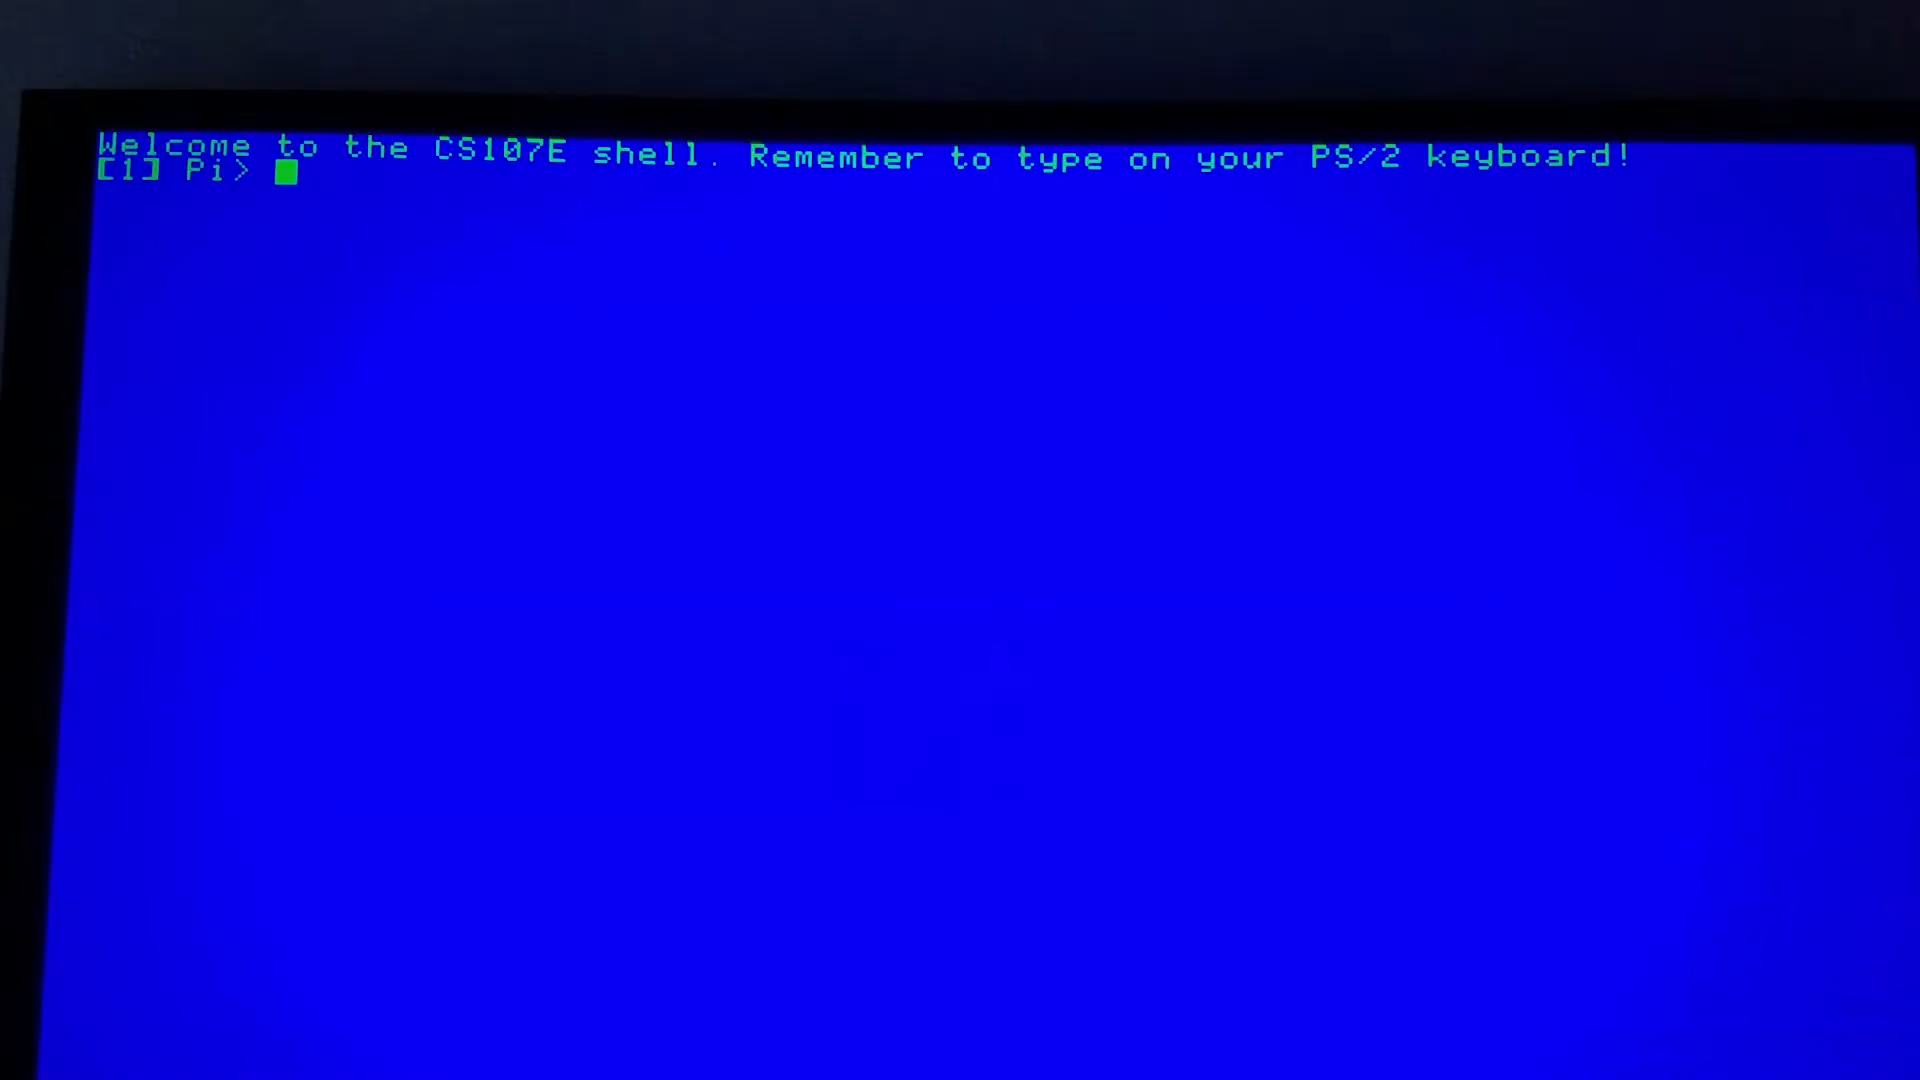 Welcome to the CS107E shell. Remember to type on your PS/2 keyboard!
[1] Pi>